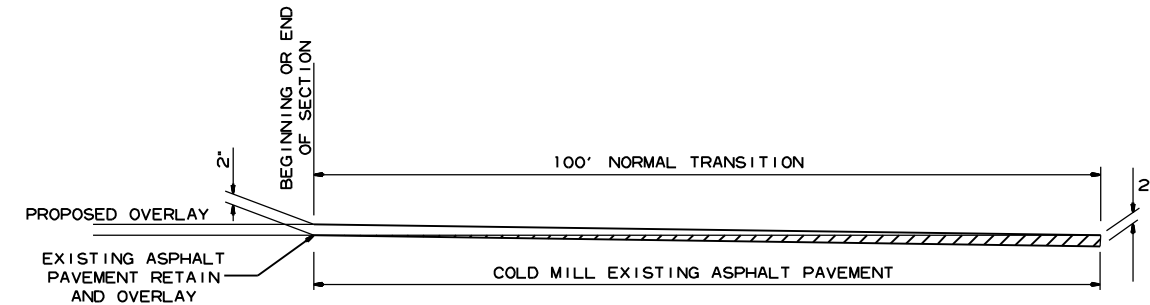 BEGINNING OR END
OF SECTION
2"
100' NORMAL TRANSITION
2
PROPOSED OVERLAY
EXISTING ASPHALT
PAVEMENT RETAIN
AND OVERLAY
COLD MILL EXISTING ASPHALT PAVEMENT